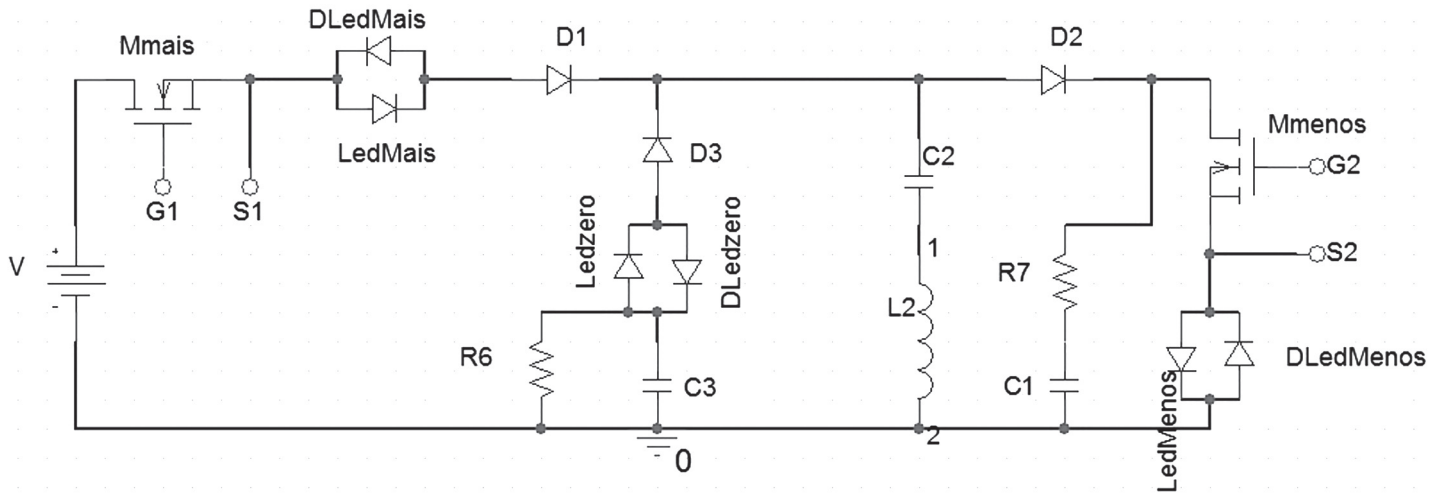 DLedMais
Mmais
D1
D2
LedMais
G1
S1
V
+
-
D3
Ledzero
DLedzero
R6
C3
0
C2
1
L2
2
R7
C1
Mmenos
G2
S2
LedMenos
DLedMenos